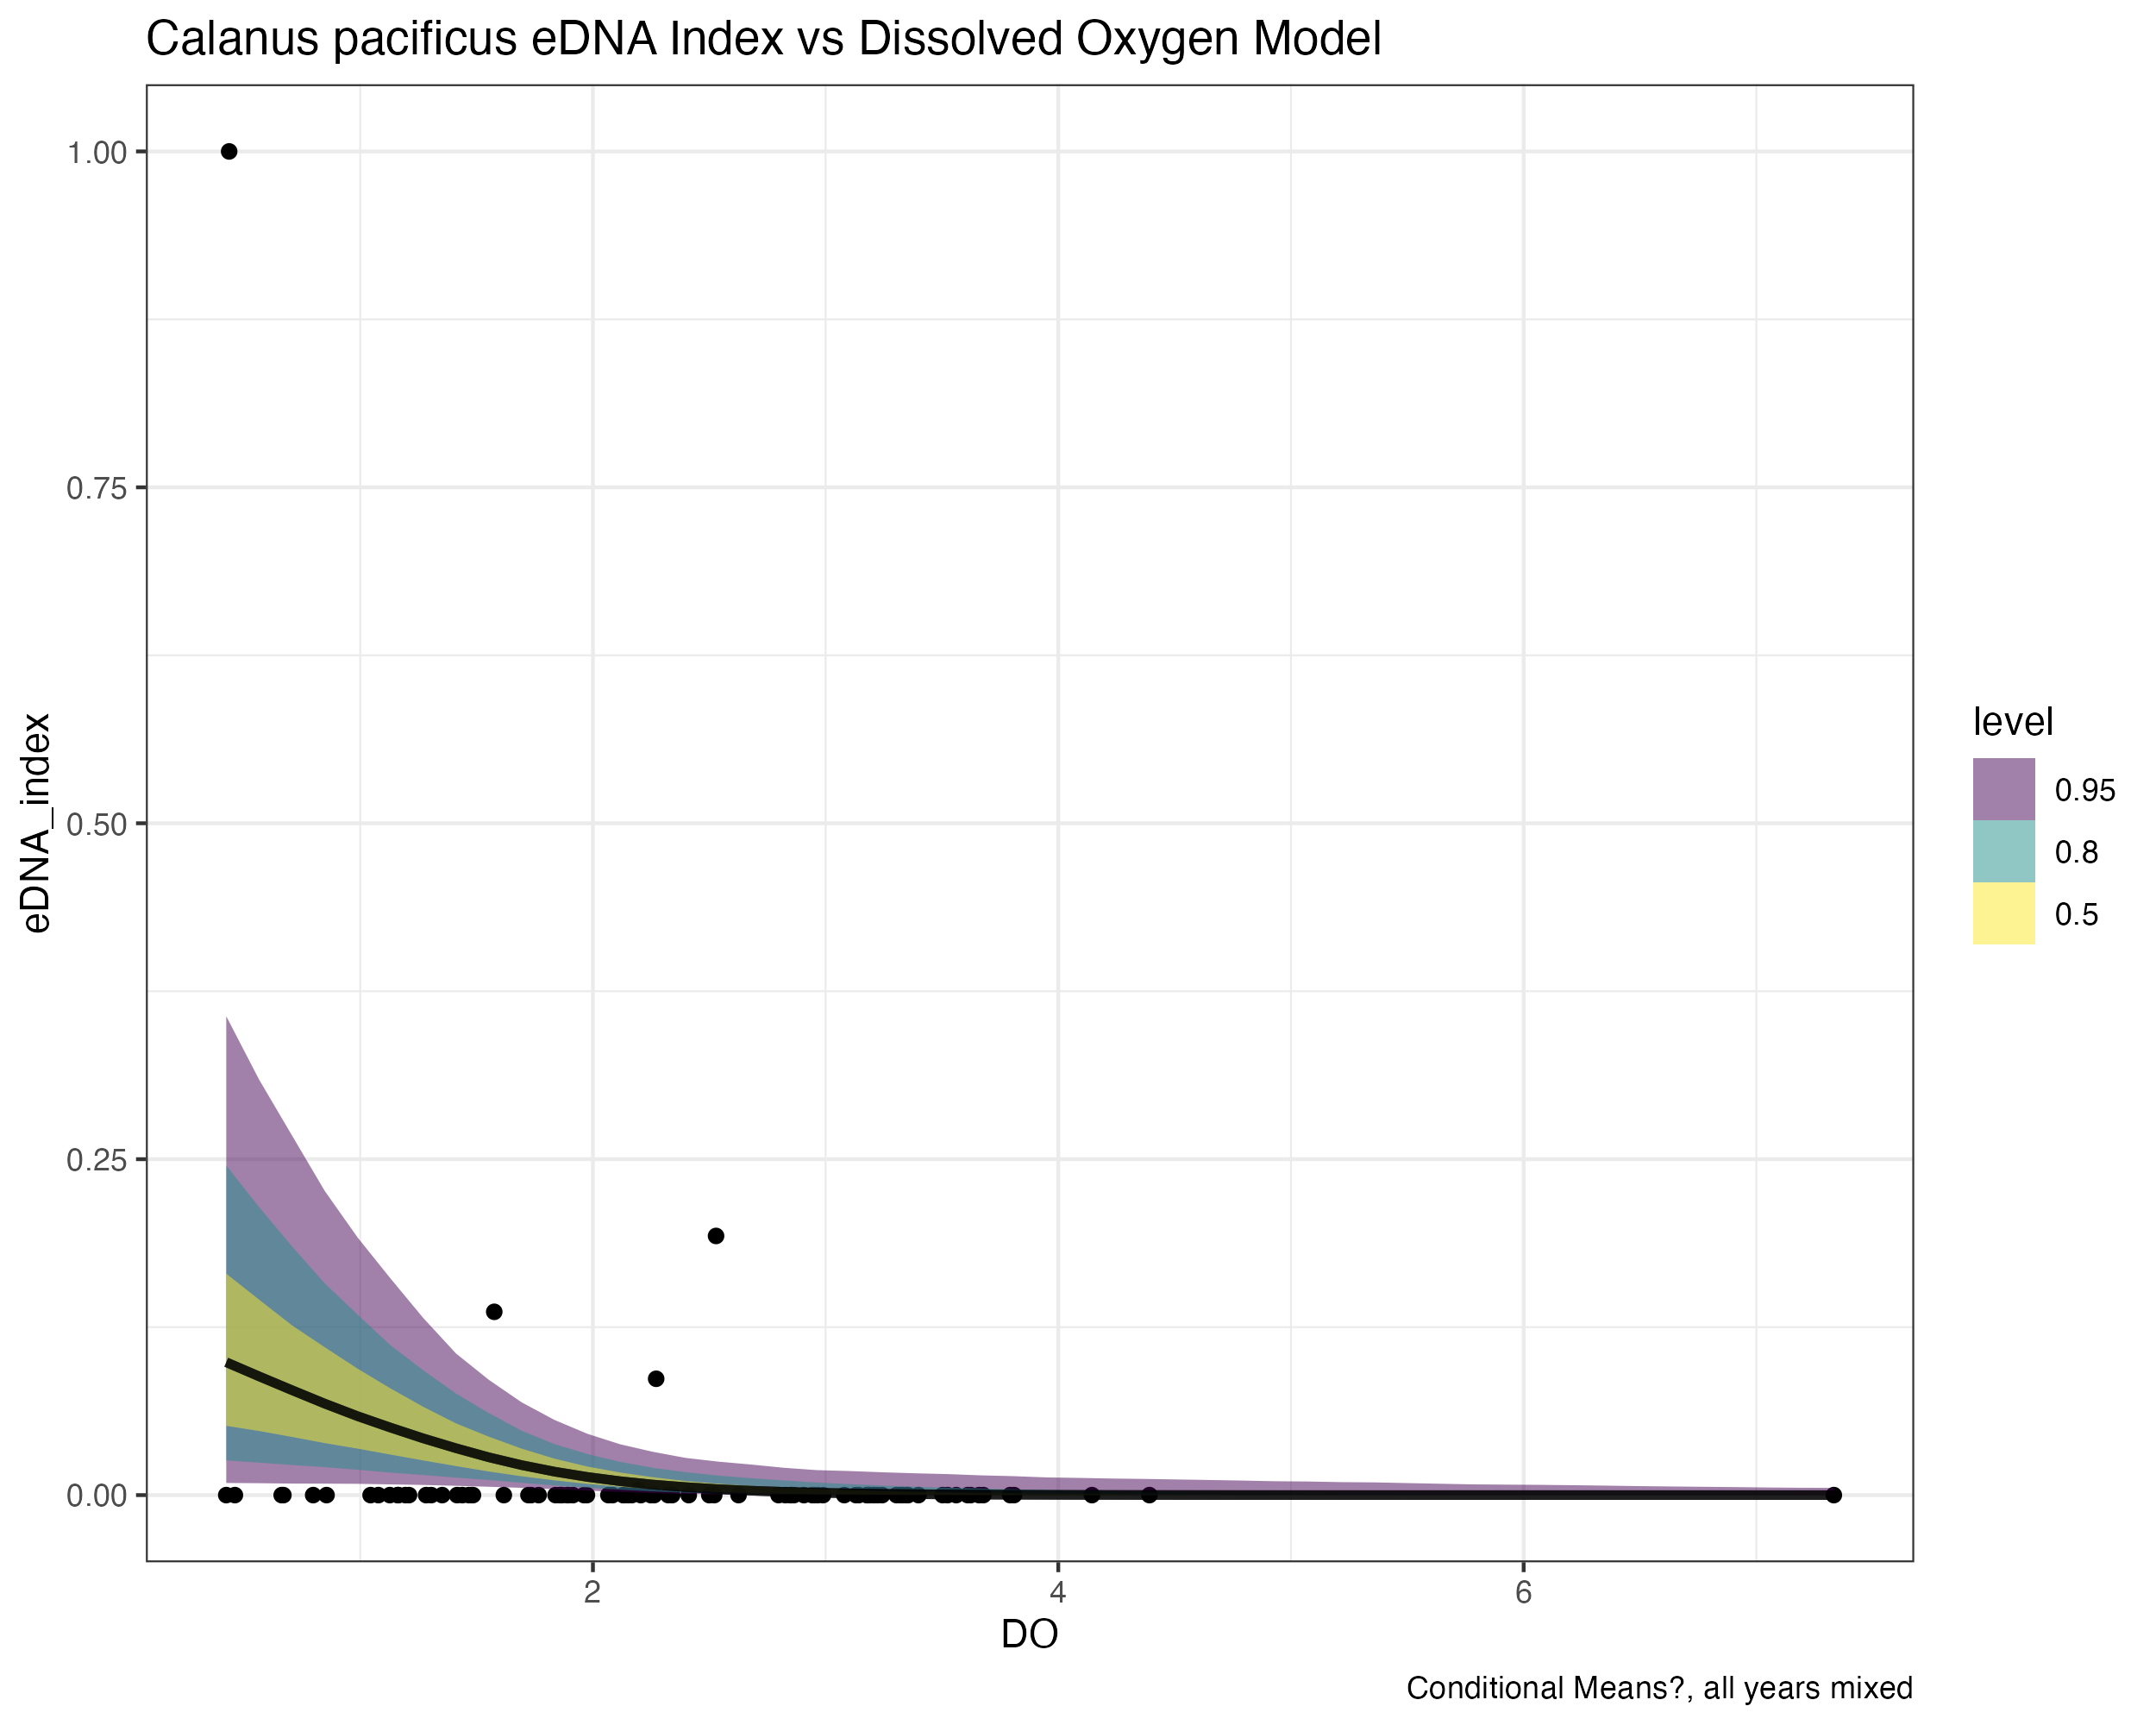 Calanus pacificus eDNA Index vs Dissolved Oxygen Model
1.00
0.75
0.50
0.25
0.00
eDNA_index
2
4
6
DO
level
0.95
0.8
0.5
Conditional Means?, all years mixed